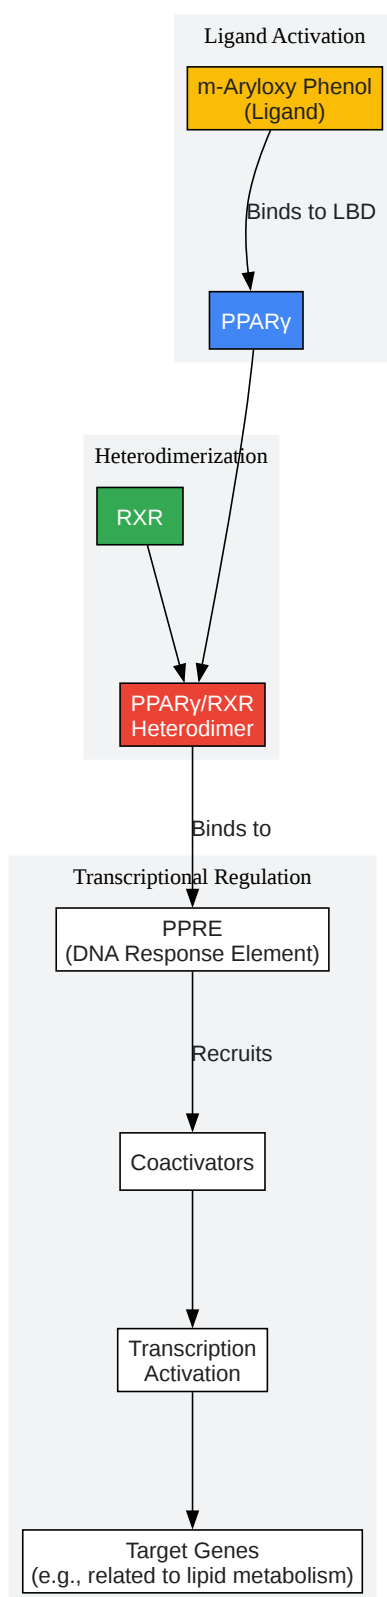 Ligand Activation
m-Aryloxy Phenol
(Ligand)
Binds to LBD
PPARγ
Heterodimerization
RXR
PPARγ/RXR
Heterodimer
Binds to
Transcriptional Regulation
PPRE
(DNA Response Element)
Recruits
Coactivators
Transcription
Activation
Target Genes
(e.g., related to lipid metabolism)